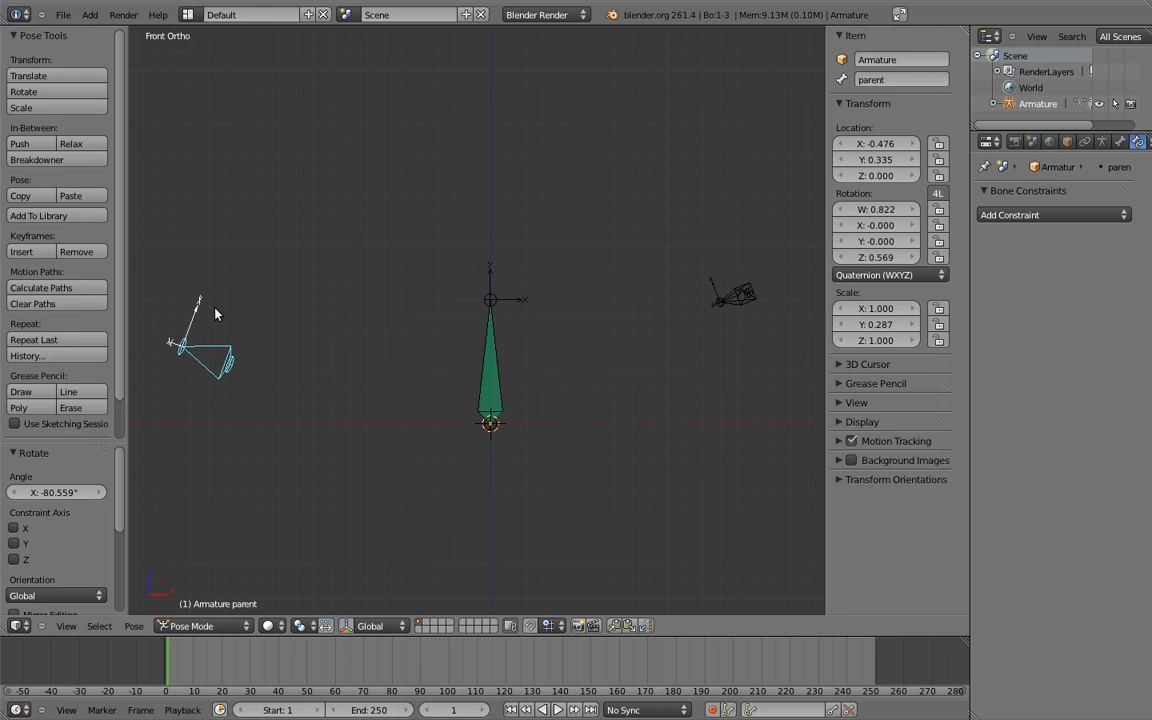 File Add Render Help Default Scene Blender Render blender.org 261.4 | Bo:1-3 | Mem:9.13M (0.10M) | Armature
Pose Tools
Transform:
Translate
Rotate
Scale
In-Between:
Push Relax
Breakdowner
Pose:
Copy Paste
Add To Library
Keyframes:
Insert Remove
Motion Paths:
Calculate Paths
Clear Paths
Repeat:
Repeat Last
History...
Grease Pencil:
Draw Line
Poly Erase
Use Sketching Sessio
Rotate
Angle
X: -80.559°
Constraint Axis
X
Y
Z
Orientation
Global
Front Ortho
Y
X
(1) Armature parent
Item
Armature
parent
Transform
Location:
X: -0.476
Y: 0.335
Z: 0.000
Rotation:
4L
W: 0.822
X: -0.000
Y: -0.000
Z: 0.569
Quaternion (WXYZ)
Scale:
X: 1.000
Y: 0.287
Z: 1.000
3D Cursor
Grease Pencil
View
Display
Motion Tracking
Background Images
Transform Orientations
View Search All Scenes
Scene
RenderLayers
World
Armature
Armatur paren
Bone Constraints
Add Constraint
View Select Pose Pose Mode Global
-50 -40 -30 -20 -10 0 10 20 30 40 50 60 70 80 90 100 110 120 130 140 150 160 170 180 190 200 210 220 230 240 250 260 270 280
View Marker Frame Playback Start: 1 End: 250 1 No Sync